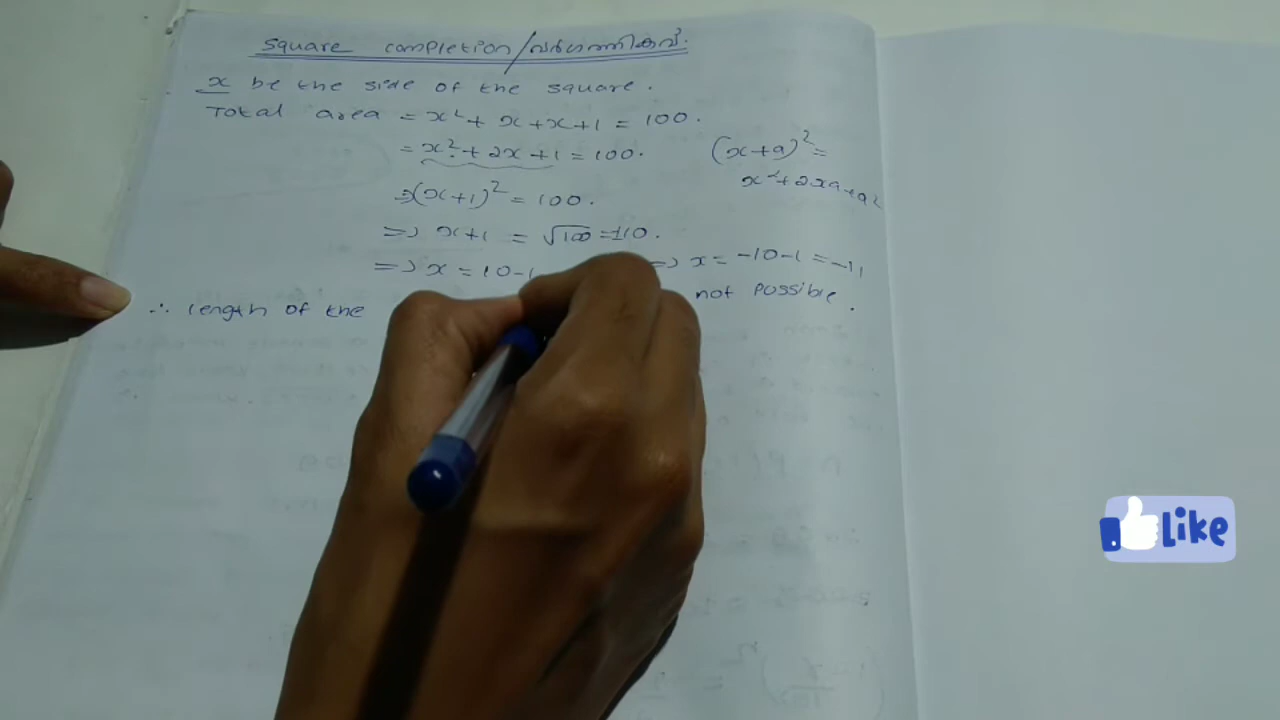 square completion/വർഗ്ഗത്തികവ്.
x be the side of the square.
Total area = x² + x + x + 1 = 100.
= x² + 2x + 1 = 100.
(x+a)² =
x² + 2xa + a²
⇒ (x+1)² = 100.
⇒ x+1 = √100 = ±10.
⇒ x = 10-1
⇒ x = -10-1 = -11,
not possible.
∴ length of the
Like